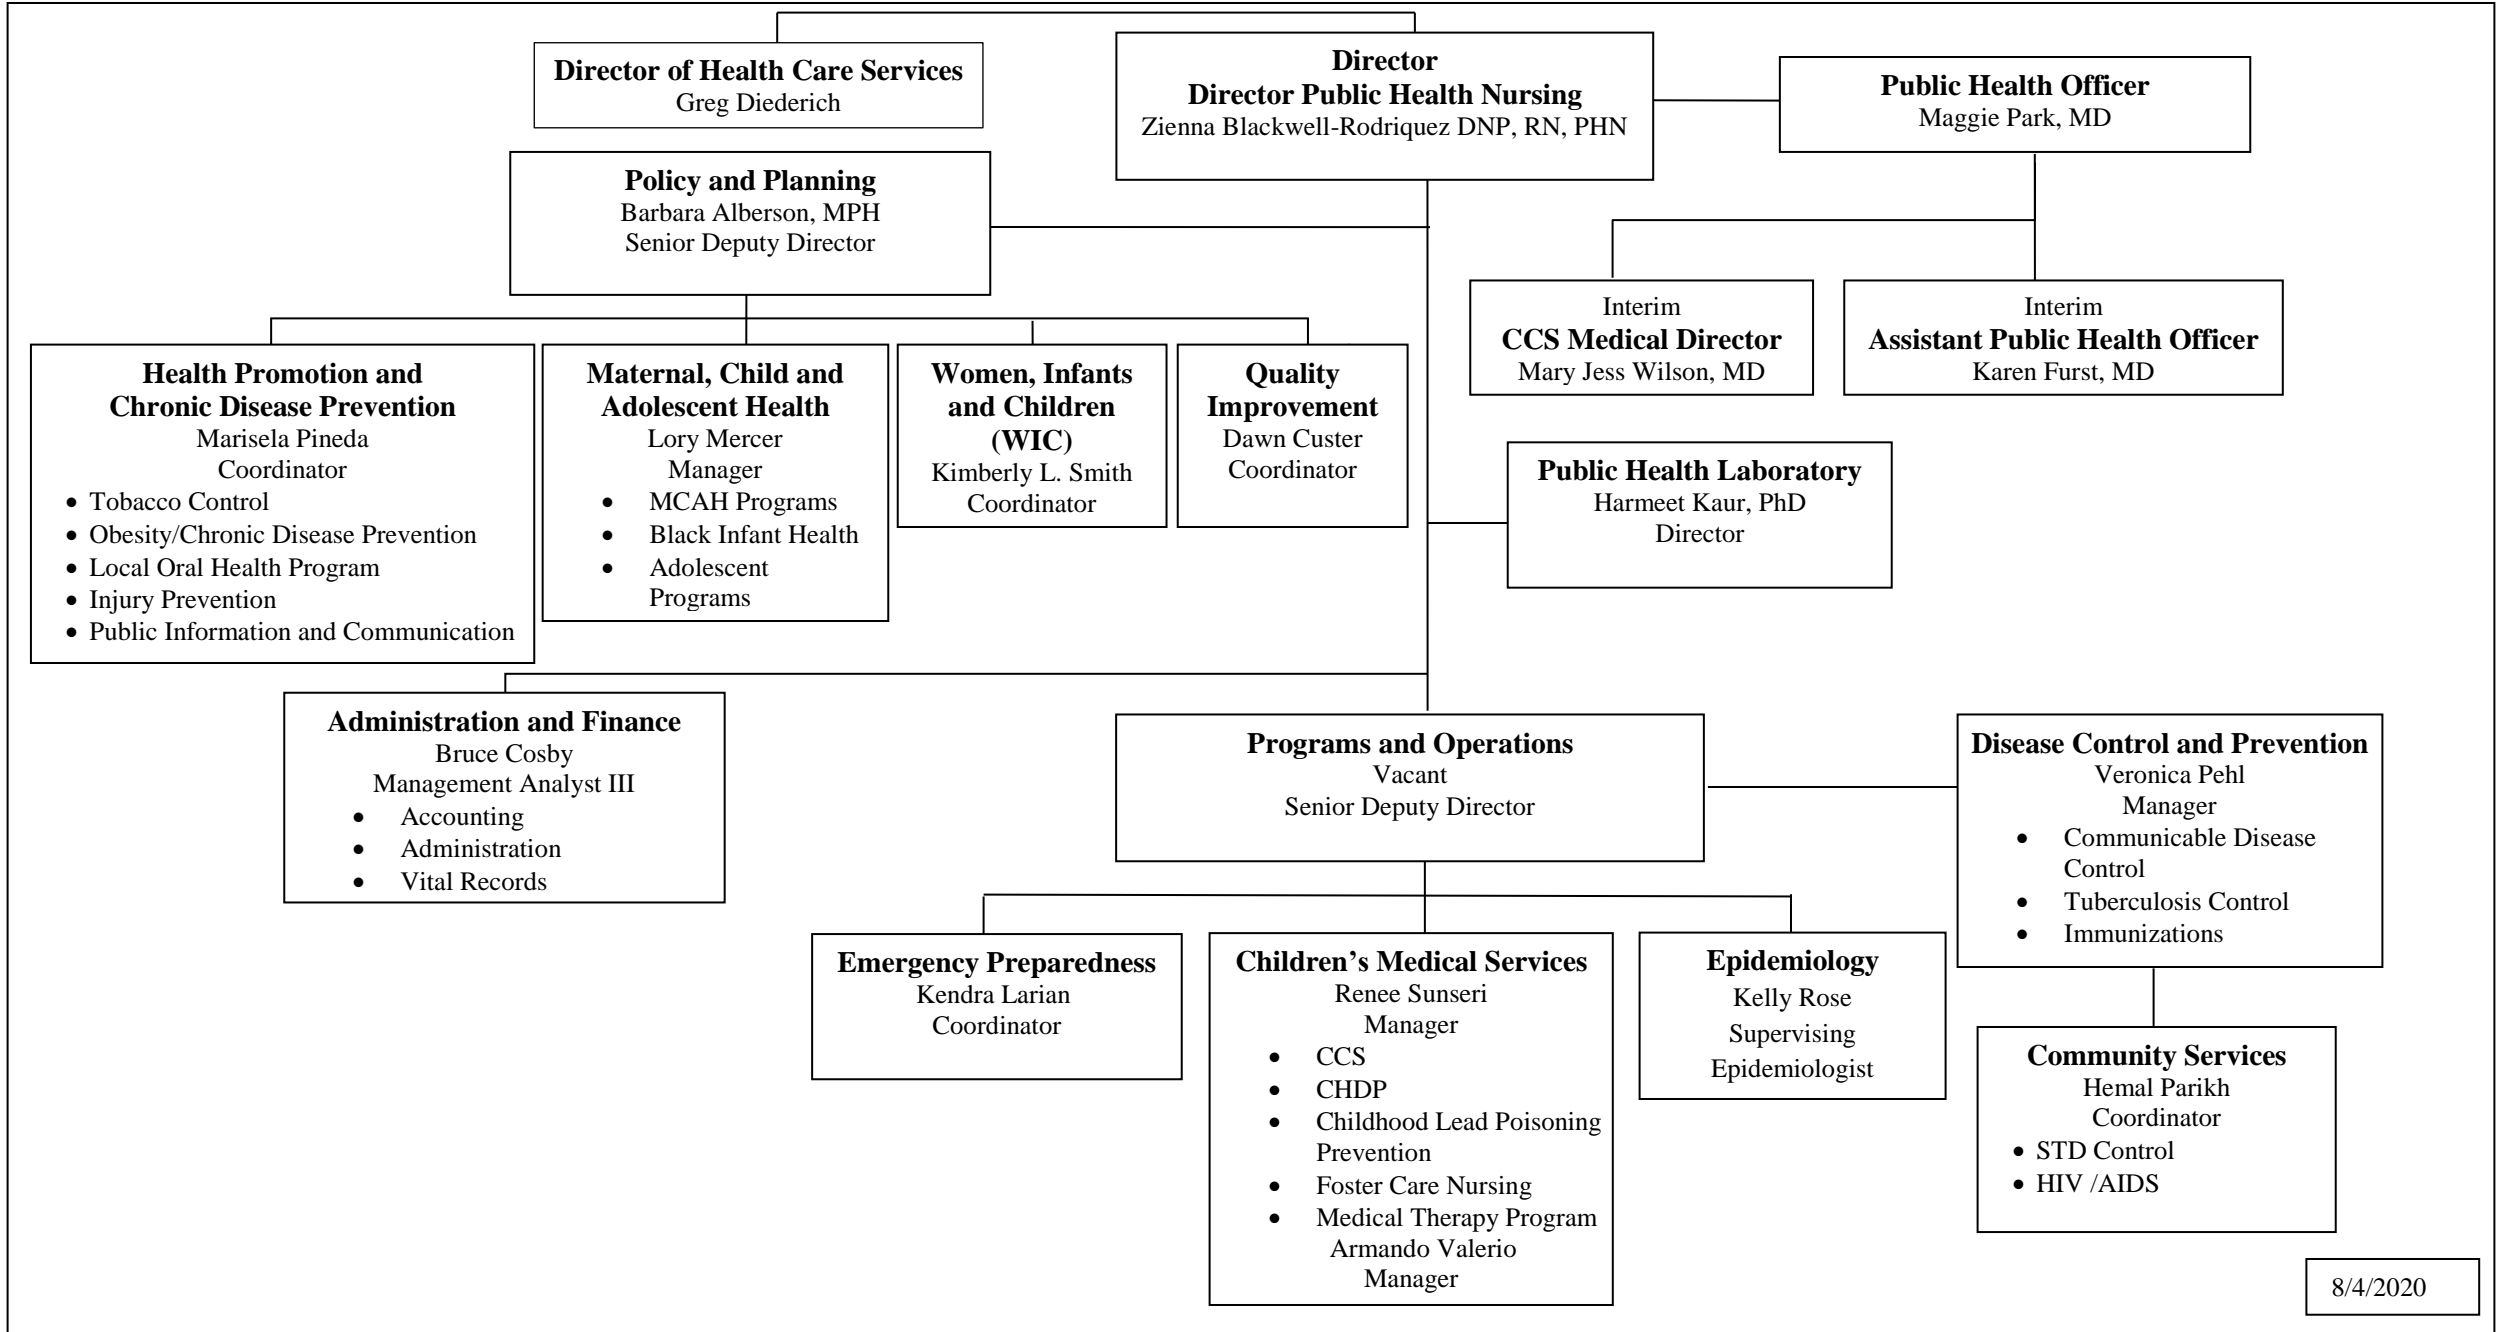 Director of Health Care Services
Greg Diederich
Director
Director Public Health Nursing
Zienna Blackwell-Rodriquez DNP, RN, PHN
Public Health Officer
Maggie Park, MD
Policy and Planning
Barbara Alberson, MPH
Senior Deputy Director
Interim
CCS Medical Director
Mary Jess Wilson, MD
Interim
Assistant Public Health Officer
Karen Furst, MD
Health Promotion and
Chronic Disease Prevention
Marisela Pineda
Coordinator
• Tobacco Control
• Obesity/Chronic Disease Prevention
• Local Oral Health Program
• Injury Prevention
• Public Information and Communication
Maternal, Child and
Adolescent Health
Lory Mercer
Manager
• MCAH Programs
• Black Infant Health
• Adolescent
Programs
Women, Infants
and Children
(WIC)
Kimberly L. Smith
Coordinator
Quality
Improvement
Dawn Custer
Coordinator
Public Health Laboratory
Harmeet Kaur, PhD
Director
Administration and Finance
Bruce Cosby
Management Analyst III
• Accounting
• Administration
• Vital Records
Programs and Operations
Vacant
Senior Deputy Director
Disease Control and Prevention
Veronica Pehl
Manager
• Communicable Disease
Control
• Tuberculosis Control
• Immunizations
Emergency Preparedness
Kendra Larian
Coordinator
Children’s Medical Services
Renee Sunseri
Manager
• CCS
• CHDP
• Childhood Lead Poisoning
Prevention
• Foster Care Nursing
• Medical Therapy Program
Armando Valerio
Manager
Epidemiology
Kelly Rose
Supervising
Epidemiologist
Community Services
Hemal Parikh
Coordinator
• STD Control
• HIV /AIDS
8/4/2020